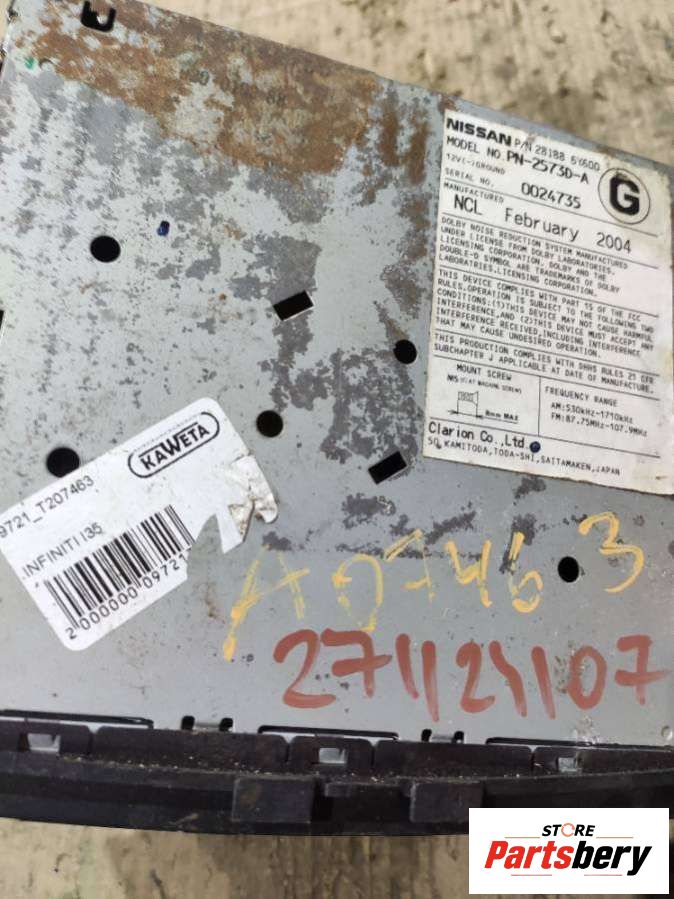 NISSAN P/N 28188 6Y600
MODEL NO. PN-2573D-A
12V(-)GROUND
SERIAL NO. 0024735
MANUFACTURED
NCL February 2004
G
DOLBY NOISE REDUCTION SYSTEM MANUFACTURED
UNDER LICENSE FROM DOLBY LABORATORIES.
LICENSING CORPORATION. DOLBY AND THE
DOUBLE-D SYMBOL ARE TRADEMARKS OF DOLBY
LABORATORIES.LICENSING CORPORATION.
THIS DEVICE COMPLIES WITH PART 15 OF THE FCC
RULES.OPERATION IS SUBJECT TO THE FOLLOWING TWO
CONDITIONS:(1)THIS DEVICE MAY NOT CAUSE HARMFUL
INTERFERENCE,AND (2)THIS DEVICE MUST ACCEPT ANY
INTERFERENCE RECEIVED,INCLUDING INTERFERENCE
THAT MAY CAUSE UNDESIRED OPERATION.
THIS PRODUCTION COMPLIES WITH DHHS RULES 21 CFR
SUBCHAPTER J APPLICABLE AT DATE OF MANUFACTURE.
MOUNT SCREW
8mm MAX
FREQUENCY RANGE
AM:530kHz-1710kHz
FM:87.75MHz-107.9MHz
Clarion Co.,Ltd.
50,KAMITODA,TODA-SHI,SAITAMAKEN,JAPAN
KAWETA
9721_T207463
INFINITI I35
2 000000 09721
A07463
271124107
STORE
Partsbery